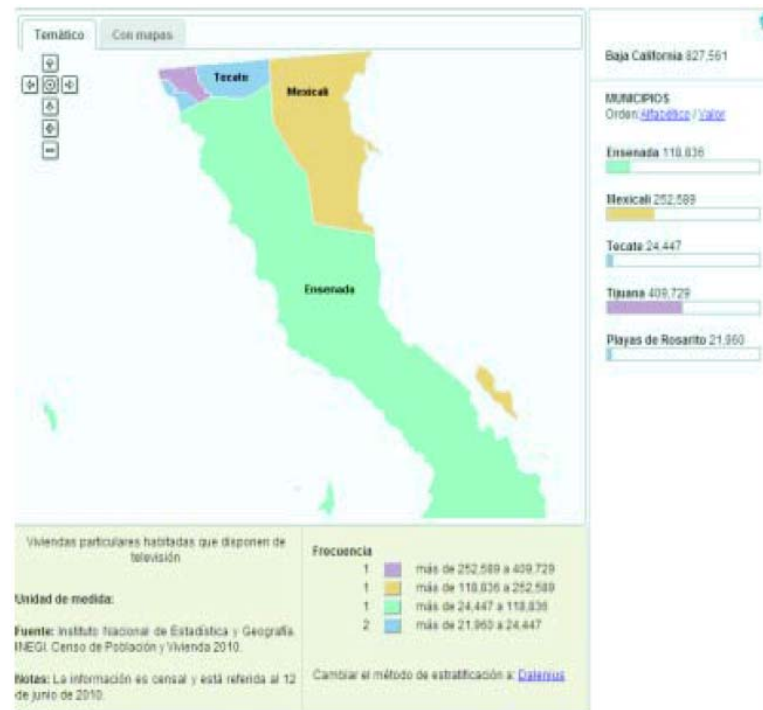 Temático
Con mapas
Tecate
Mexicali
Ensenada
Baja California 827,561
MUNICIPIOS
Orden:Alfabético / Valor
Ensenada 118,836
Mexicali 252,589
Tecate 24,447
Tijuana 409,729
Playas de Rosarito 21,960
Viviendas particulares habitadas que disponen de
televisión
Unidad de medida:
Fuente: Instituto Nacional de Estadística y Geografía.
INEGI. Censo de Población y Vivienda 2010.
Notas: La información es censal y está referida al 12
de junio de 2010.
Frecuencia
1 más de 252,589 a 409,729
1 más de 118,836 a 252,589
1 más de 24,447 a 118,836
2 más de 21,960 a 24,447
Cambiar el método de estratificación a: Dalenius